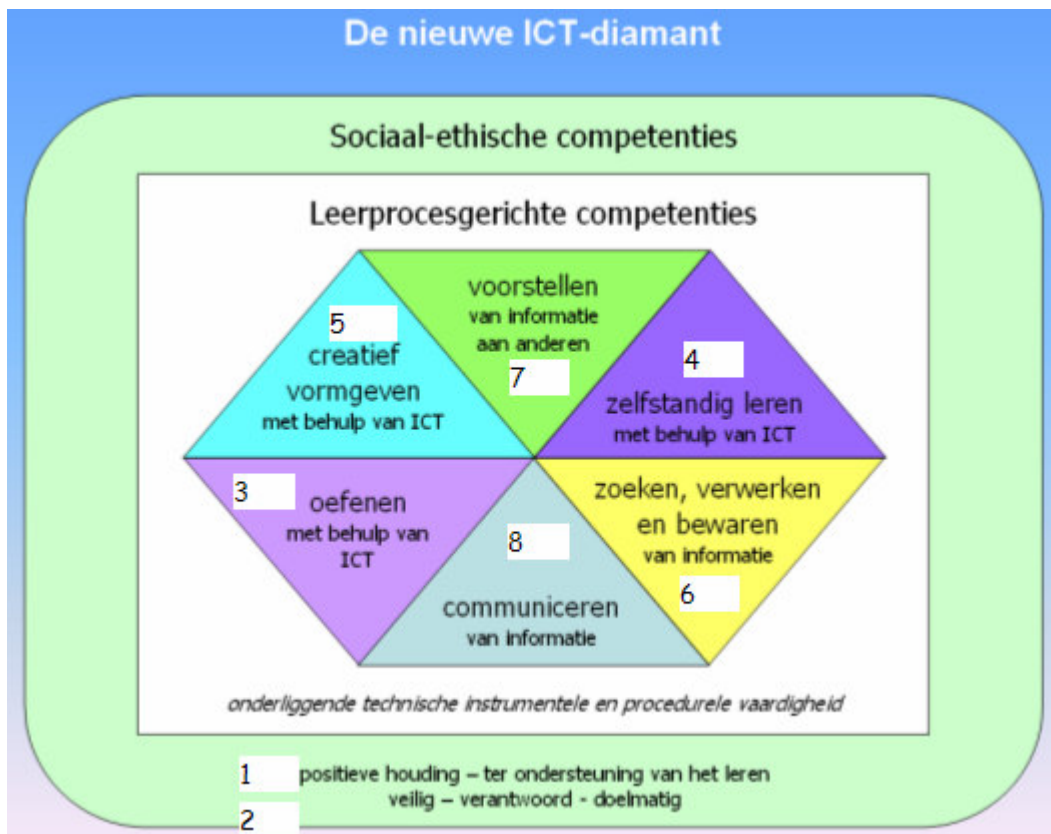 De nieuwe ICT-diamant
Sociaal-ethische competenties
Leerprocesgerichte competenties
5
creatief
vormgeven
met behulp van ICT
voorstellen
van informatie
aan anderen
7
4
zelfstandig leren
met behulp van ICT
3
oefenen
met behulp van
ICT
8
communiceren
van informatie
zoeken, verwerken
en bewaren
van informatie
6
onderliggende technische instrumentele en procedurele vaardigheid
1 positieve houding – ter ondersteuning van het leren
veilig – verantwoord - doelmatig
2